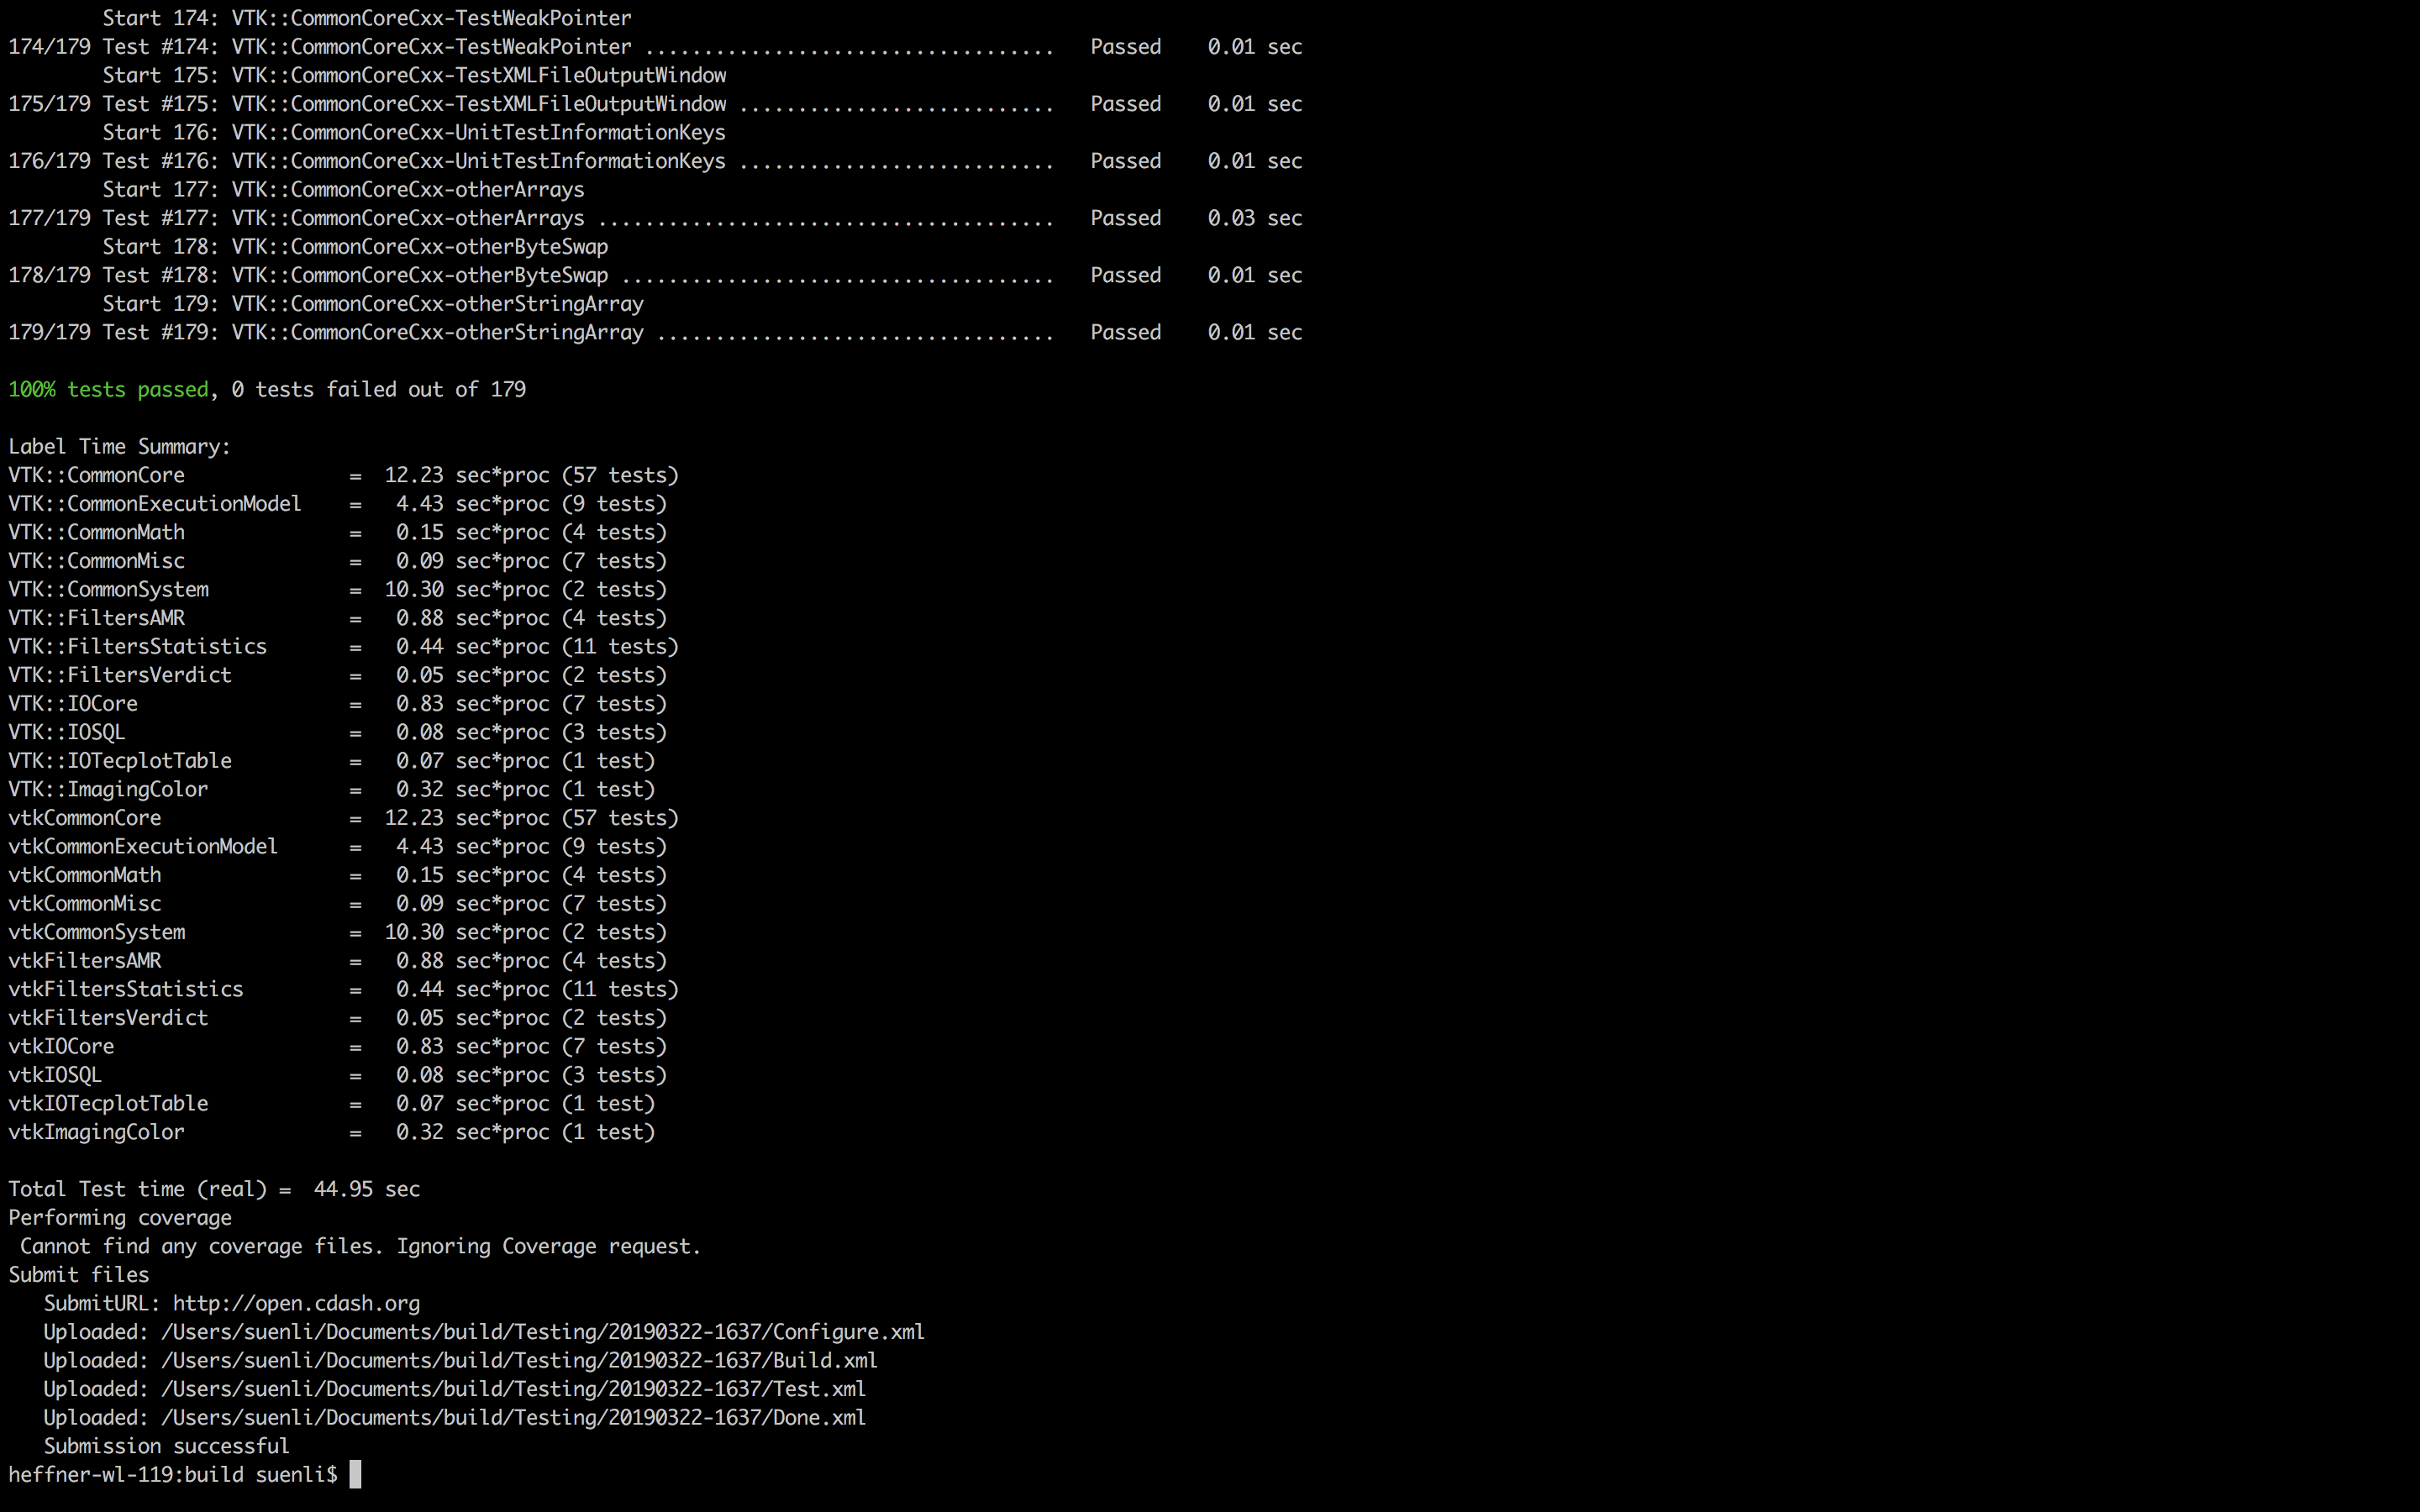 Start 174: VTK::CommonCoreCxx-TestWeakPointer
174/179 Test #174: VTK::CommonCoreCxx-TestWeakPointer ...................................   Passed    0.01 sec
        Start 175: VTK::CommonCoreCxx-TestXMLFileOutputWindow
175/179 Test #175: VTK::CommonCoreCxx-TestXMLFileOutputWindow ...........................   Passed    0.01 sec
        Start 176: VTK::CommonCoreCxx-UnitTestInformationKeys
176/179 Test #176: VTK::CommonCoreCxx-UnitTestInformationKeys ...........................   Passed    0.01 sec
        Start 177: VTK::CommonCoreCxx-otherArrays
177/179 Test #177: VTK::CommonCoreCxx-otherArrays .......................................   Passed    0.03 sec
        Start 178: VTK::CommonCoreCxx-otherByteSwap
178/179 Test #178: VTK::CommonCoreCxx-otherByteSwap .....................................   Passed    0.01 sec
        Start 179: VTK::CommonCoreCxx-otherStringArray
179/179 Test #179: VTK::CommonCoreCxx-otherStringArray ..................................   Passed    0.01 sec

100% tests passed, 0 tests failed out of 179

Label Time Summary:
VTK::CommonCore              =  12.23 sec*proc (57 tests)
VTK::CommonExecutionModel    =   4.43 sec*proc (9 tests)
VTK::CommonMath              =   0.15 sec*proc (4 tests)
VTK::CommonMisc              =   0.09 sec*proc (7 tests)
VTK::CommonSystem            =  10.30 sec*proc (2 tests)
VTK::FiltersAMR              =   0.88 sec*proc (4 tests)
VTK::FiltersStatistics       =   0.44 sec*proc (11 tests)
VTK::FiltersVerdict          =   0.05 sec*proc (2 tests)
VTK::IOCore                  =   0.83 sec*proc (7 tests)
VTK::IOSQL                   =   0.08 sec*proc (3 tests)
VTK::IOTecplotTable          =   0.07 sec*proc (1 test)
VTK::ImagingColor            =   0.32 sec*proc (1 test)
vtkCommonCore                =  12.23 sec*proc (57 tests)
vtkCommonExecutionModel      =   4.43 sec*proc (9 tests)
vtkCommonMath                =   0.15 sec*proc (4 tests)
vtkCommonMisc                =   0.09 sec*proc (7 tests)
vtkCommonSystem              =  10.30 sec*proc (2 tests)
vtkFiltersAMR                =   0.88 sec*proc (4 tests)
vtkFiltersStatistics         =   0.44 sec*proc (11 tests)
vtkFiltersVerdict            =   0.05 sec*proc (2 tests)
vtkIOCore                    =   0.83 sec*proc (7 tests)
vtkIOSQL                     =   0.08 sec*proc (3 tests)
vtkIOTecplotTable            =   0.07 sec*proc (1 test)
vtkImagingColor              =   0.32 sec*proc (1 test)

Total Test time (real) =  44.95 sec
Performing coverage
 Cannot find any coverage files. Ignoring Coverage request.
Submit files
   SubmitURL: http://open.cdash.org
   Uploaded: /Users/suenli/Documents/build/Testing/20190322-1637/Configure.xml
   Uploaded: /Users/suenli/Documents/build/Testing/20190322-1637/Build.xml
   Uploaded: /Users/suenli/Documents/build/Testing/20190322-1637/Test.xml
   Uploaded: /Users/suenli/Documents/build/Testing/20190322-1637/Done.xml
   Submission successful
heffner-wl-119:build suenli$